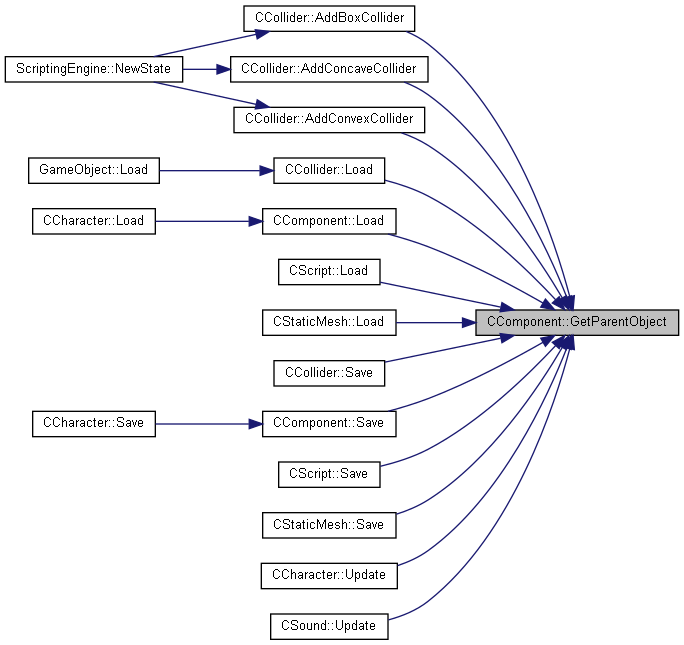 CCollider::AddBoxCollider
ScriptingEngine::NewState
CCollider::AddConcaveCollider
CCollider::AddConvexCollider
GameObject::Load
CCollider::Load
CCharacter::Load
CComponent::Load
CScript::Load
CStaticMesh::Load
CComponent::GetParentObject
CCollider::Save
CCharacter::Save
CComponent::Save
CScript::Save
CStaticMesh::Save
CCharacter::Update
CSound::Update